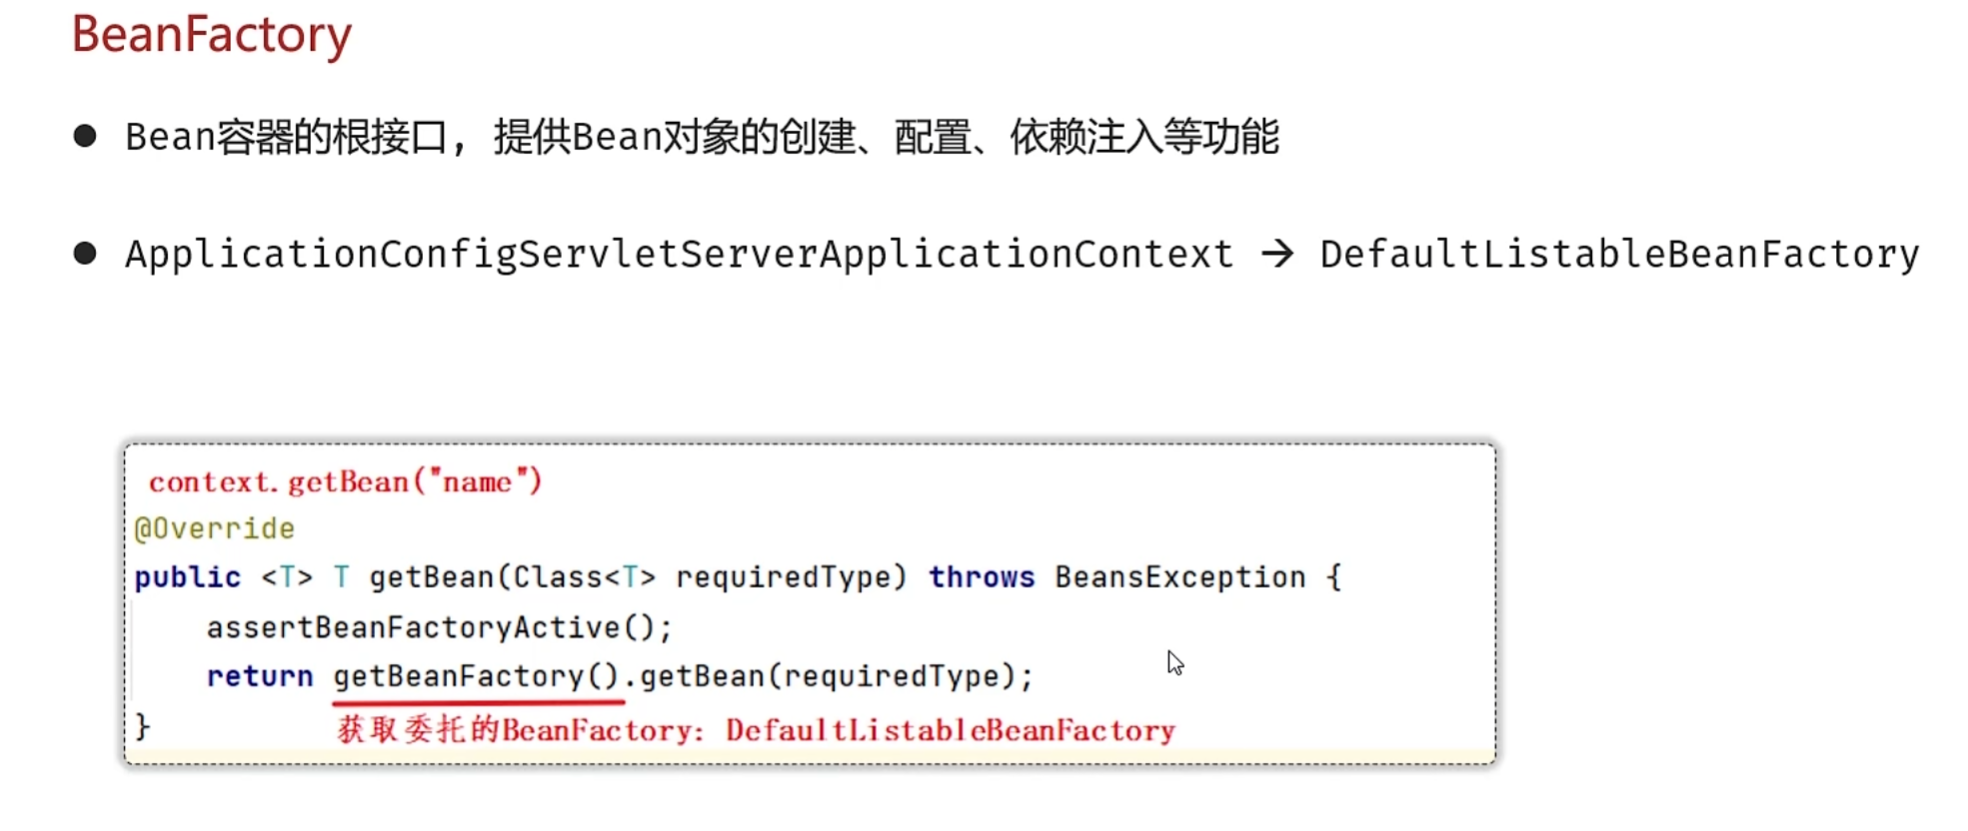 BeanFactory
● Bean容器的根接口，提供Bean对象的创建、配置、依赖注入等功能
● ApplicationConfigServletServerApplicationContext → DefaultListableBeanFactory
context.getBean("name")
@Override
public <T> T getBean(Class<T> requiredType) throws BeansException {
assertBeanFactoryActive();
return getBeanFactory().getBean(requiredType);
} 获取委托的BeanFactory: DefaultListableBeanFactory